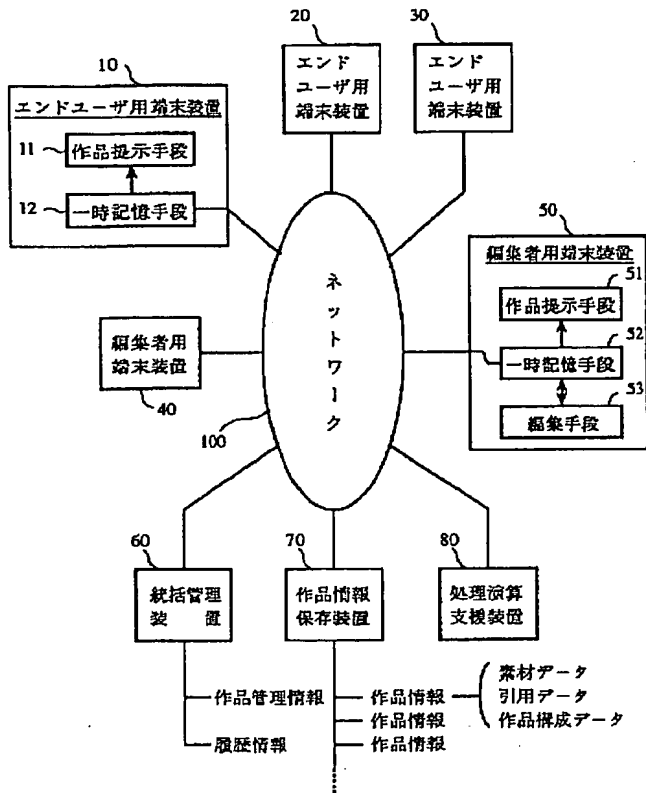 10
エンドユーザ用端末装置
11
作品提示手段
12
一時記憶手段
20
エンド
ユーザ用
端末装置
30
エンド
ユーザ用
端末装置
ネットワーク
100
編集者用
端末装置
40
50
編集者用端末装置
51
作品提示手段
52
一時記憶手段
53
編集手段
60
統括管理
装　置
作品管理情報
履歴情報
70
作品情報
保存装置
作品情報
作品情報
作品情報
80
処理演算
支援装置
素材データ
引用データ
作品構成データ